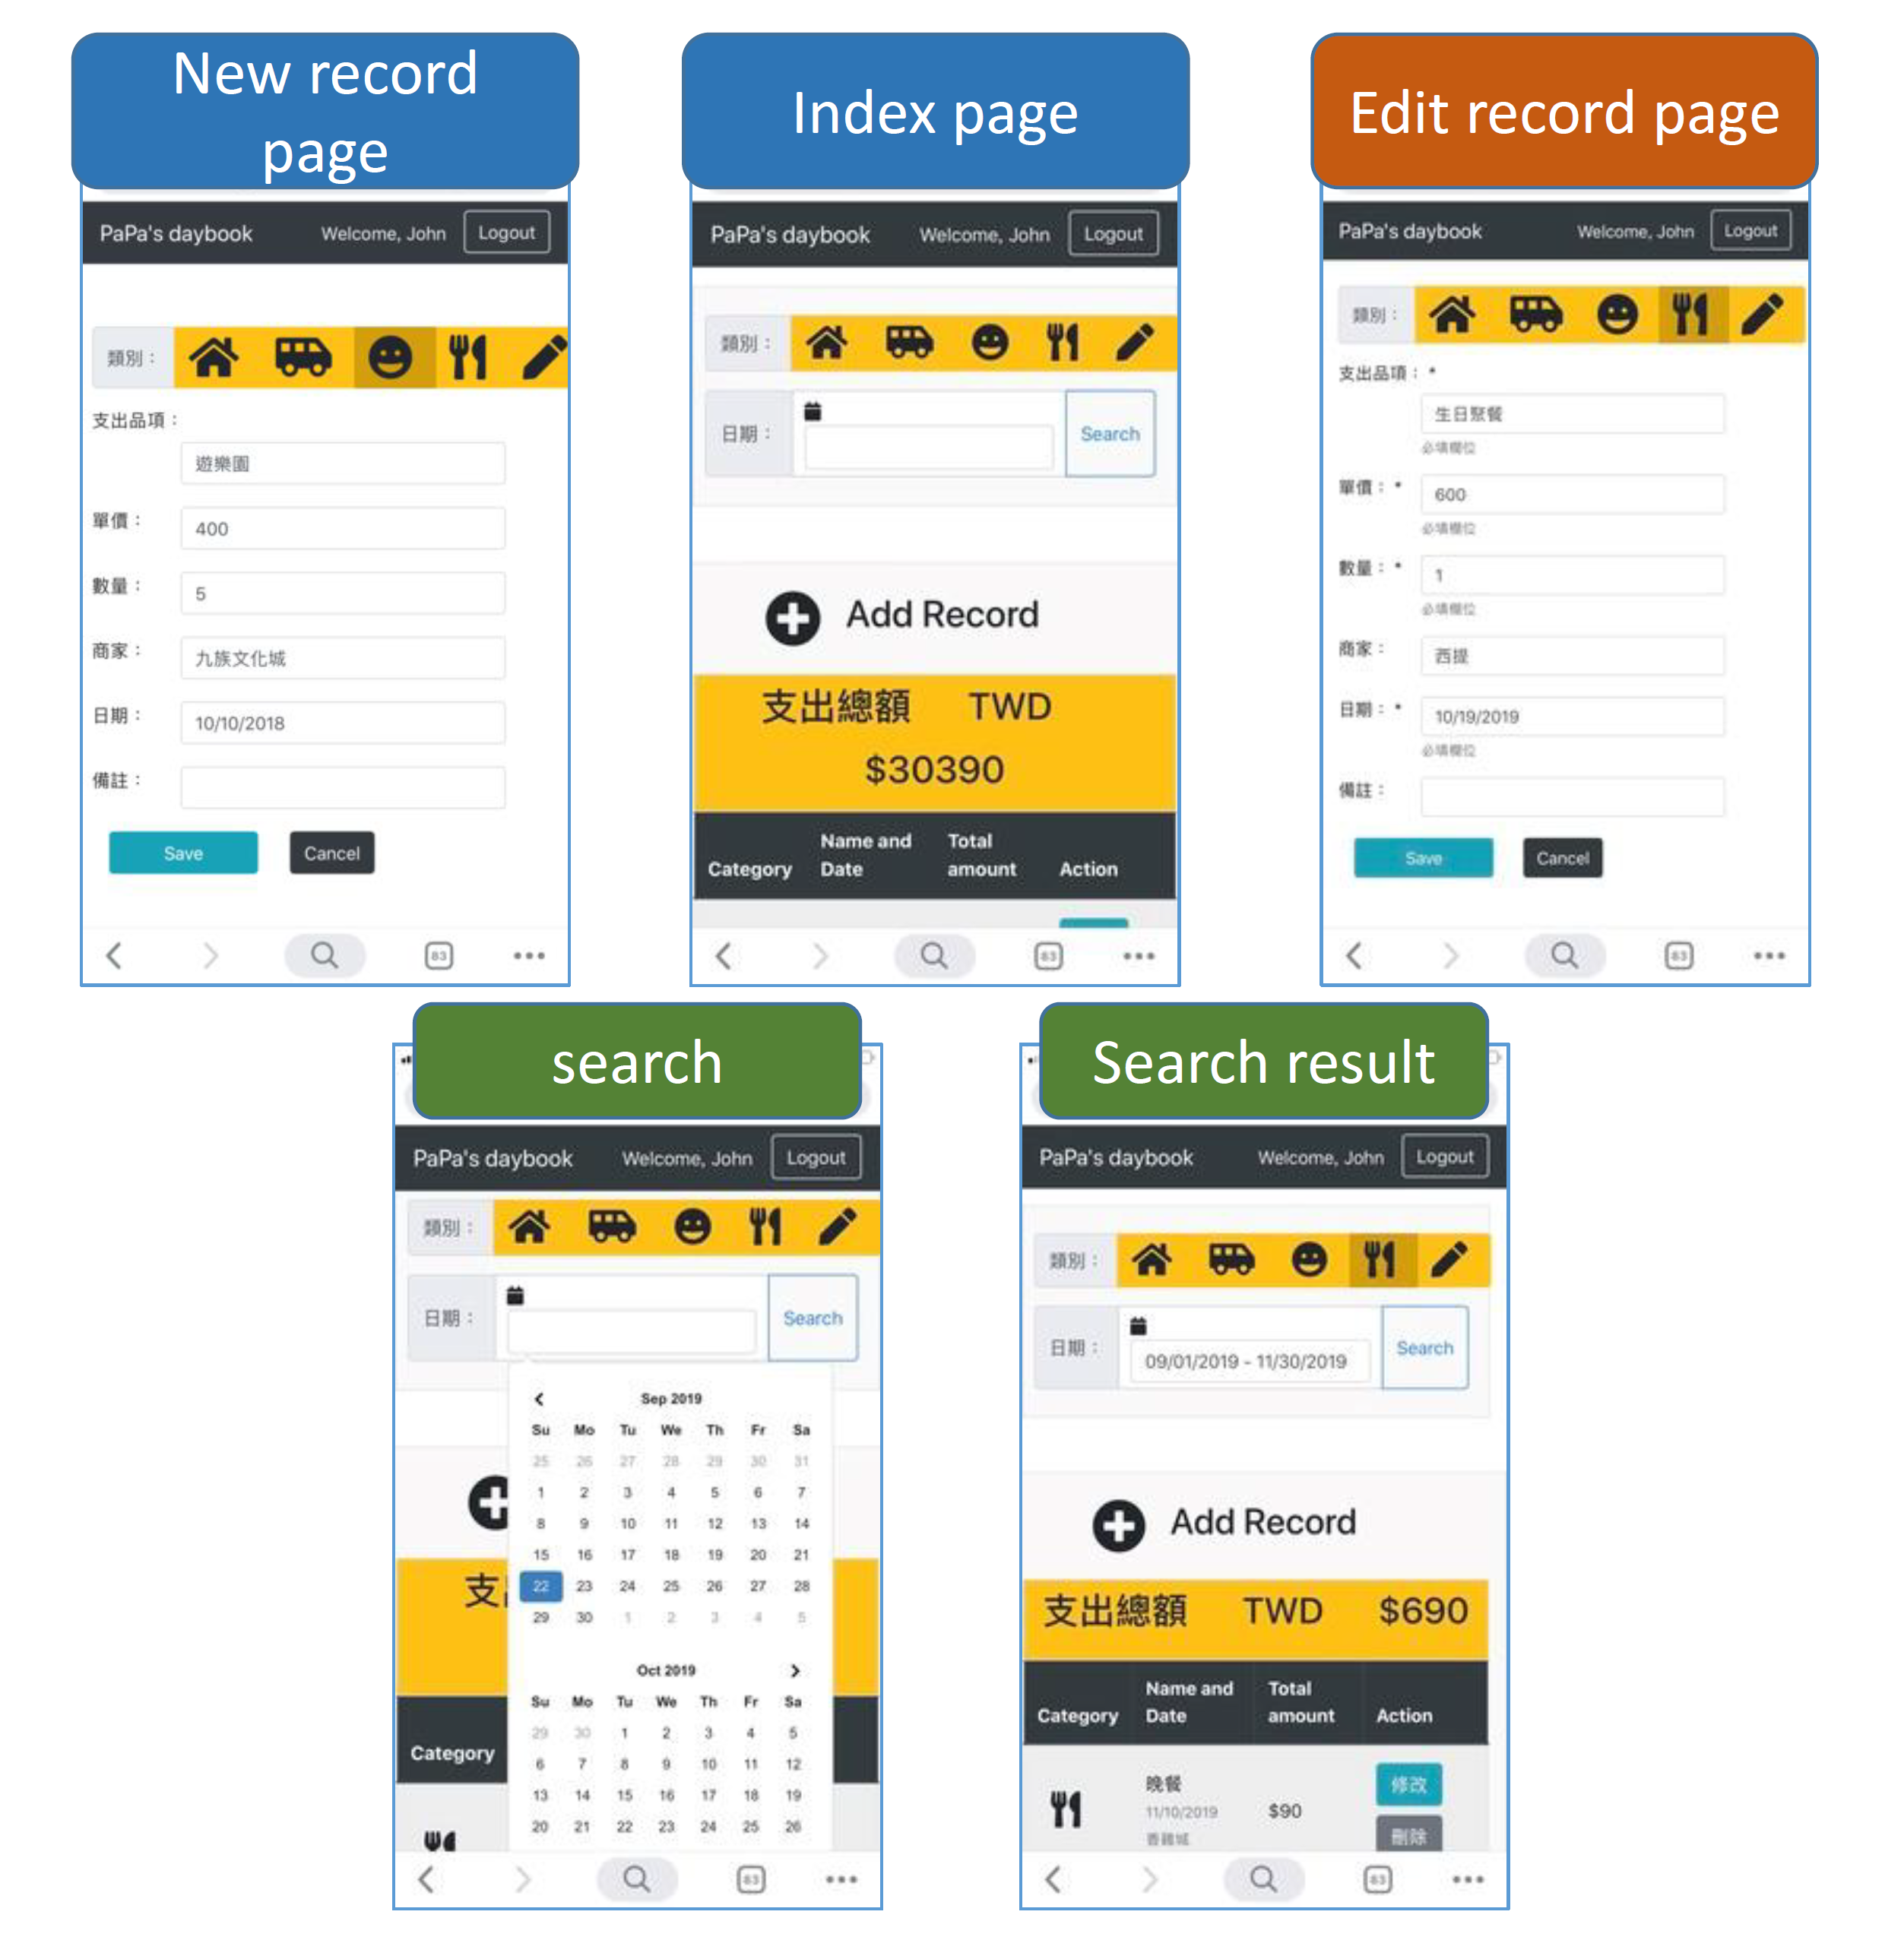 New record
page
PaPa's daybook Welcome, John Logout
類別：
支出品項：
遊樂園
單價： 400
數量： 5
商家： 九族文化城
日期： 10/10/2018
備註：
Save Cancel
83
Index page
PaPa's daybook Welcome, John Logout
類別：
日期： Search
Add Record
支出總額 TWD
$30390
Category Name and Date Total amount Action
83
Edit record page
PaPa's daybook Welcome, John Logout
類別：
支出品項：*
生日聚餐
必填欄位
單價：* 600
必填欄位
數量：* 1
必填欄位
商家： 西提
日期：* 10/19/2019
必填欄位
備註：
Save Cancel
83
search
PaPa's daybook Welcome, John Logout
類別：
日期： Search
Sep 2019
Su Mo Tu We Th Fr Sa
25 26 27 28 29 30 31
1 2 3 4 5 6 7
8 9 10 11 12 13 14
15 16 17 18 19 20 21
支
22 23 24 25 26 27 28
29 30 1 2 3 4 5
Oct 2019
Su Mo Tu We Th Fr Sa
29 30 1 2 3 4 5
6 7 8 9 10 11 12
Category
13 14 15 16 17 18 19
20 21 22 23 24 25 26
83
Search result
PaPa's daybook Welcome, John Logout
類別：
日期： 09/01/2019 - 11/30/2019 Search
Add Record
支出總額 TWD $690
Category Name and Date Total amount Action
晚餐
11/10/2019
香雞城
$90
修改
刪除
83